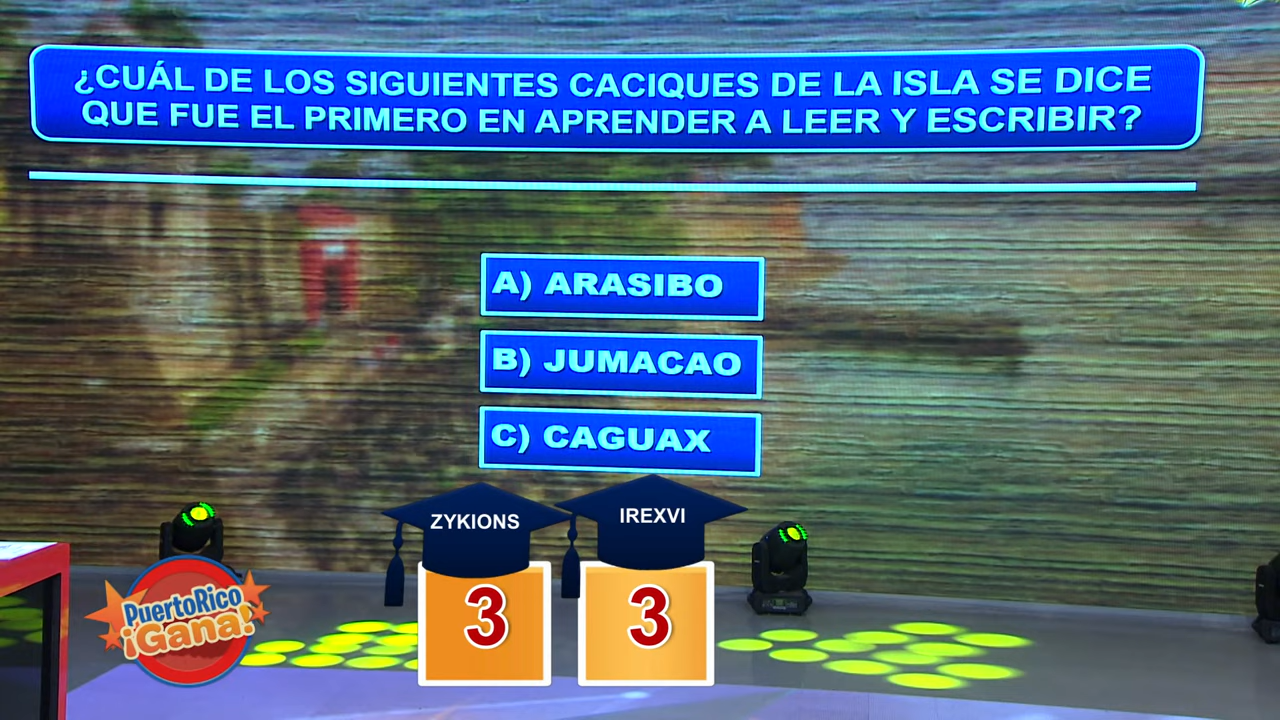 ¿CUÁL DE LOS SIGUIENTES CACIQUES DE LA ISLA SE DICE
QUE FUE EL PRIMERO EN APRENDER A LEER Y ESCRIBIR?
A) ARASIBO
B) JUMACAO
C) CAGUAX
ZYKIONS
IREXVI
3
3
PuertoRico
¡Gana!